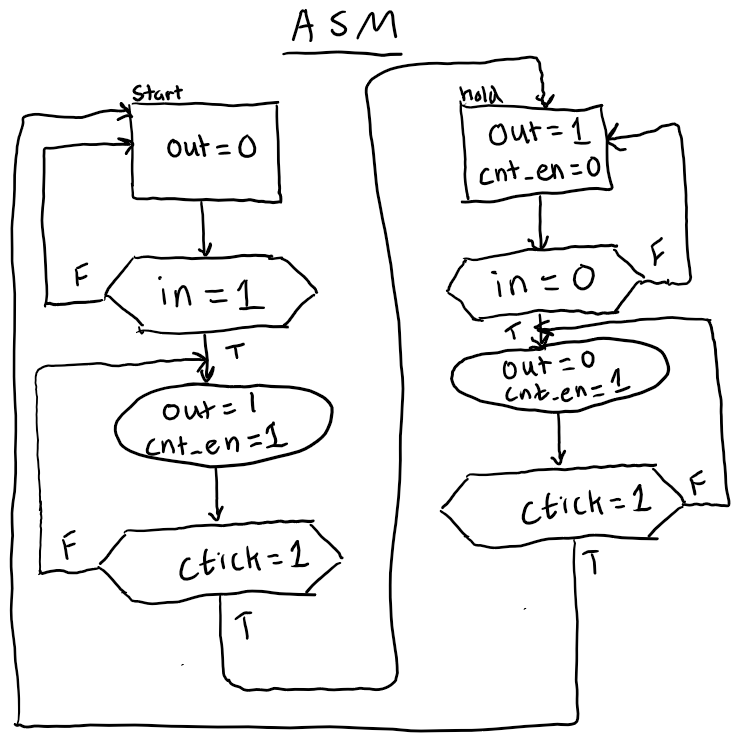 ASM
Start
out=0
in=1
F
T
out=1
cnt_en=1
ctick=1
F
T
hold
out=1
cnt_en=0
in=0
F
T
out=0
cnt_en=1
ctick=1
F
T